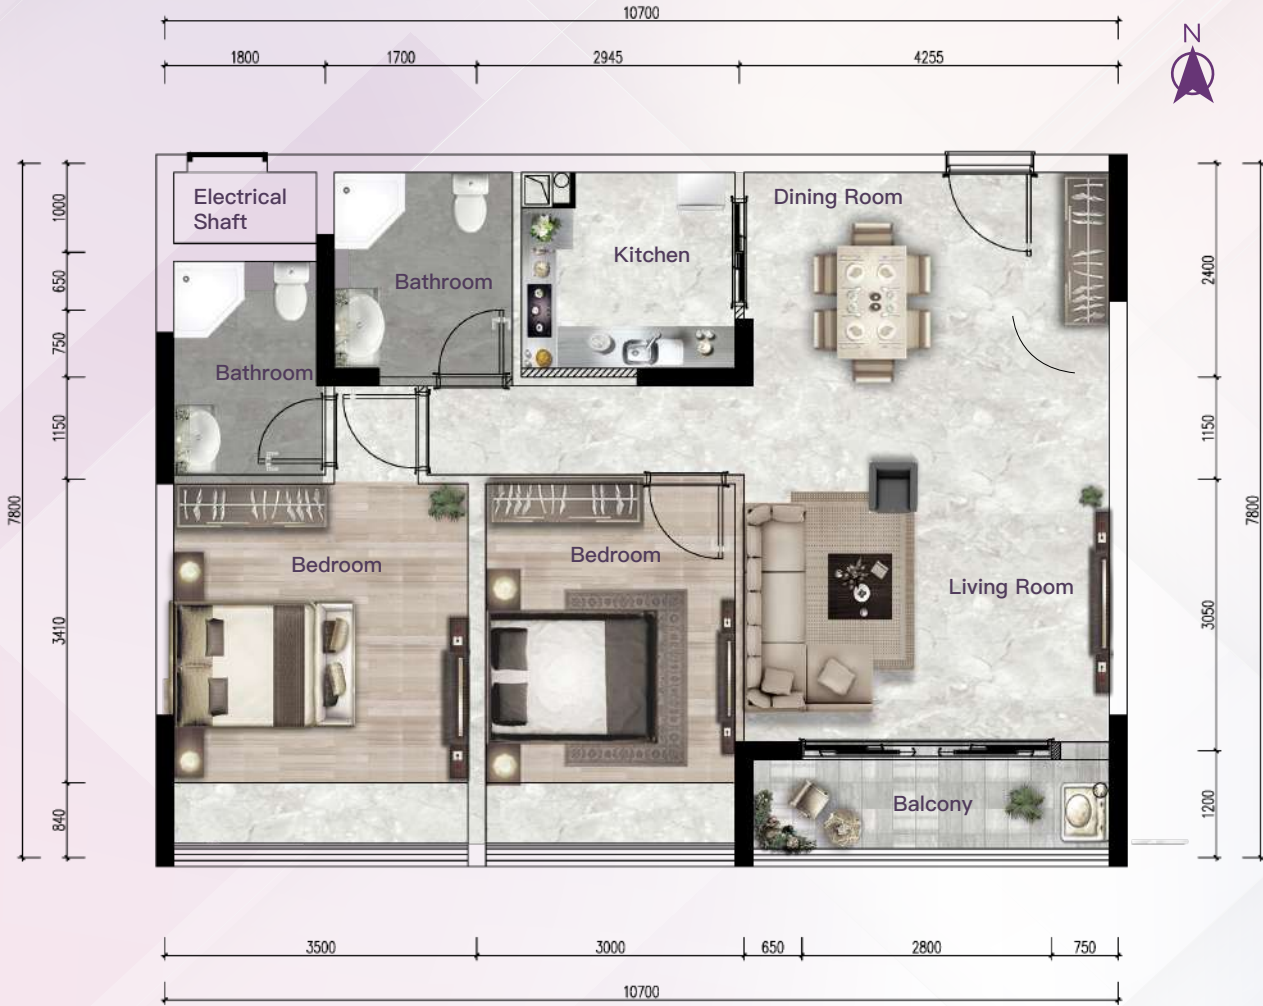 10700
1800
1700
2945
4255
N
Electrical
Shaft
Dining Room
Kitchen
Bathroom
Bathroom
Bedroom
Bedroom
Living Room
Balcony
1000
650
750
1150
3410
840
7800
2400
1150
3050
1200
7800
3500
3000
650
2800
750
10700